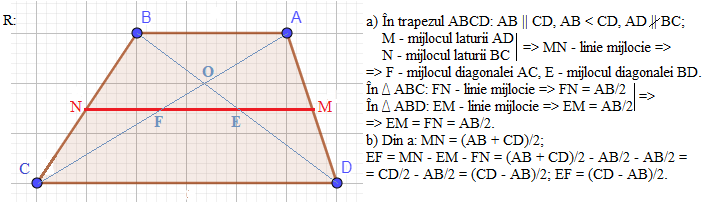 R:
B
A
O
N
M
F
E
C
D
a) În trapezul ABCD: AB || CD, AB < CD, AD ∦ BC;
M - mijlocul laturii AD
N - mijlocul laturii BC | => MN - linie mijlocie =>
=> F - mijlocul diagonalei AC, E - mijlocul diagonalei BD.
În △ ABC: FN - linie mijlocie => FN = AB/2
În △ ABD: EM - linie mijlocie => EM = AB/2 | =>
=> EM = FN = AB/2.
b) Din a: MN = (AB + CD)/2;
EF = MN - EM - FN = (AB + CD)/2 - AB/2 - AB/2 =
= CD/2 - AB/2 = (CD - AB)/2; EF = (CD - AB)/2.